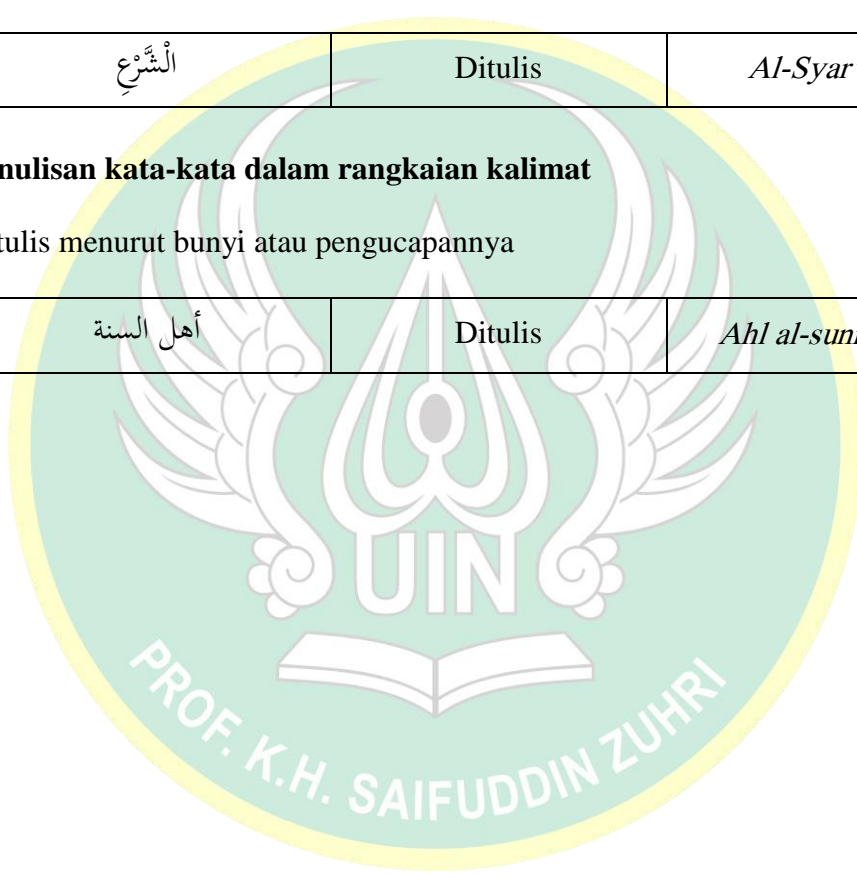 الْشَّرْعِ Ditulis Al-Syar
nulisan kata-kata dalam rangkaian kalimat
tulis menurut bunyi atau pengucapannya
أهل السنة Ditulis Ahl al-sun
UIN
PROF. K.H. SAIFUDDIN ZUHRI